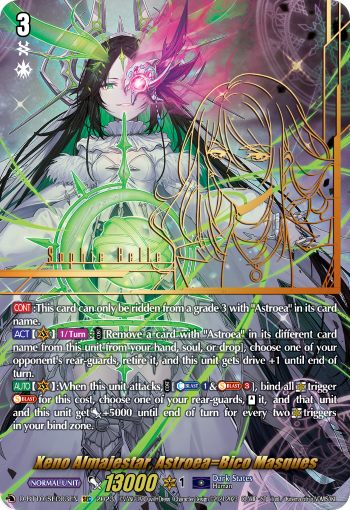 3
Sophie Belle
CONT:This card can only be ridden from a grade 3 with "Astroea" in its card
name.
ACT 1/Turn : Remove a card with "Astroea" in its different card
name from this unit from your hand, soul, or drop, choose one of your
opponent's rear-guards, retire it, and this unit gets drive +1 until end of
turn.
AUTO :When this unit attacks, 1 & 3, bind all trigger
for this cost, choose one of your rear-guards, it, and that unit
and this unit get +5000 until end of turn for every two triggers
in your bind zone.
Xeno Almajestar, Astroea=Bico Masques
NORMAL UNIT 13000 1 Dark States
Human